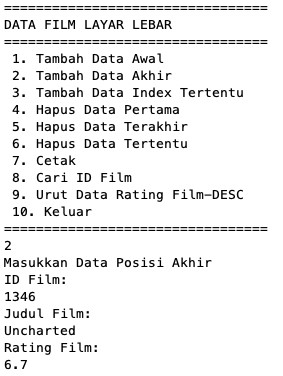 =================================
DATA FILM LAYAR LEBAR
=================================
1. Tambah Data Awal
2. Tambah Data Akhir
3. Tambah Data Index Tertentu
4. Hapus Data Pertama
5. Hapus Data Terakhir
6. Hapus Data Tertentu
7. Cetak
8. Cari ID Film
9. Urut Data Rating Film-DESC
10. Keluar
=================================
2
Masukkan Data Posisi Akhir
ID Film:
1346
Judul Film:
Uncharted
Rating Film:
6.7